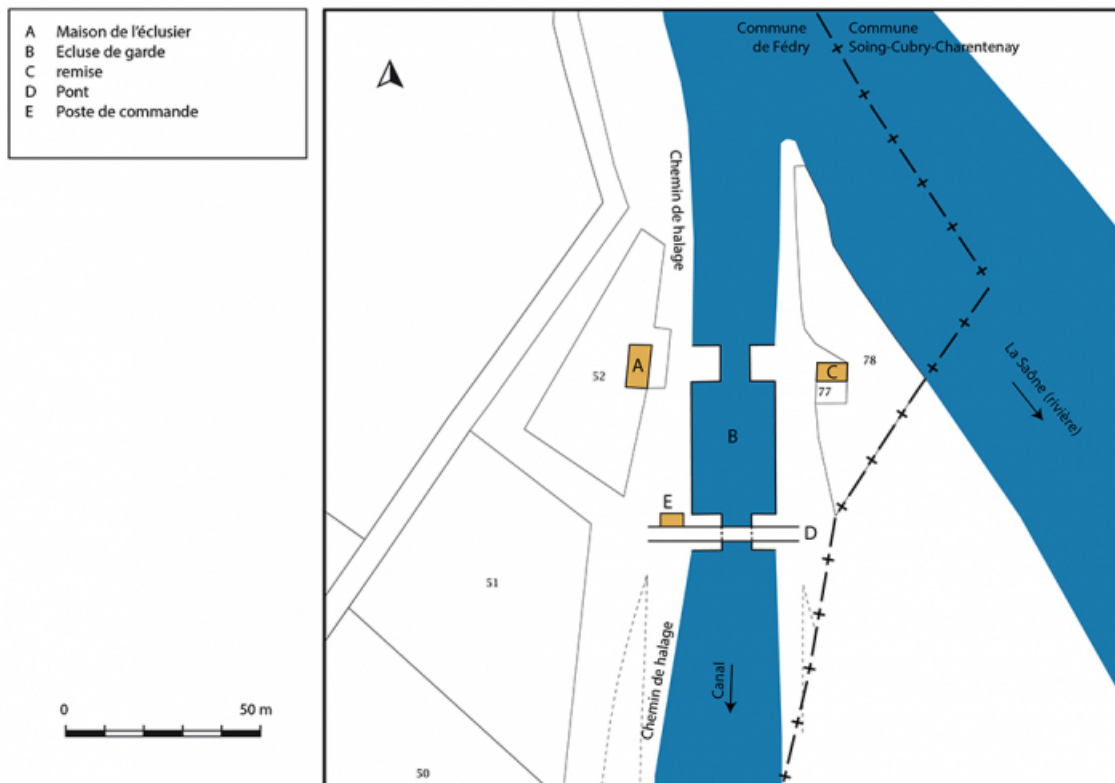 A Maison de l'éclusier
B Ecluse de garde
C remise
D Pont
E Poste de commande
Commune de Fédry
Commune Soing-Cubry-Charentenay
Chemin de halage
52
A
B
C
77
78
La Saône (rivière)
E
D
51
Chemin de halage
Canal
50
0 50 m